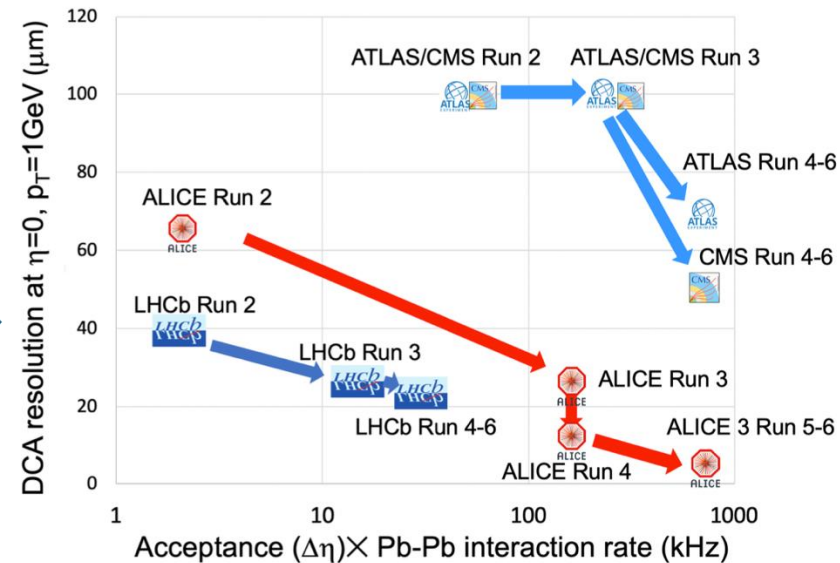 120
ATLAS/CMS Run 2
ATLAS/CMS Run 3
100
ATLAS
EXPERIMENT
CMS
ATLAS
EXPERIMENT
CMS
80
ATLAS Run 4-6
ALICE Run 2
ATLAS
EXPERIMENT
ALICE
60
CMS Run 4-6
LHCb Run 2
CMS
LHCb
40
LHCb Run 3
LHCb
ALICE Run 3
LHCb
ALICE
20
LHCb Run 4-6
ALICE 3 Run 5-6
ALICE
ALICE Run 4
ALICE
0
1
10
100
1000
DCA resolution at η=0, pT=1GeV (μm)
Acceptance (Δη)× Pb-Pb interaction rate (kHz)